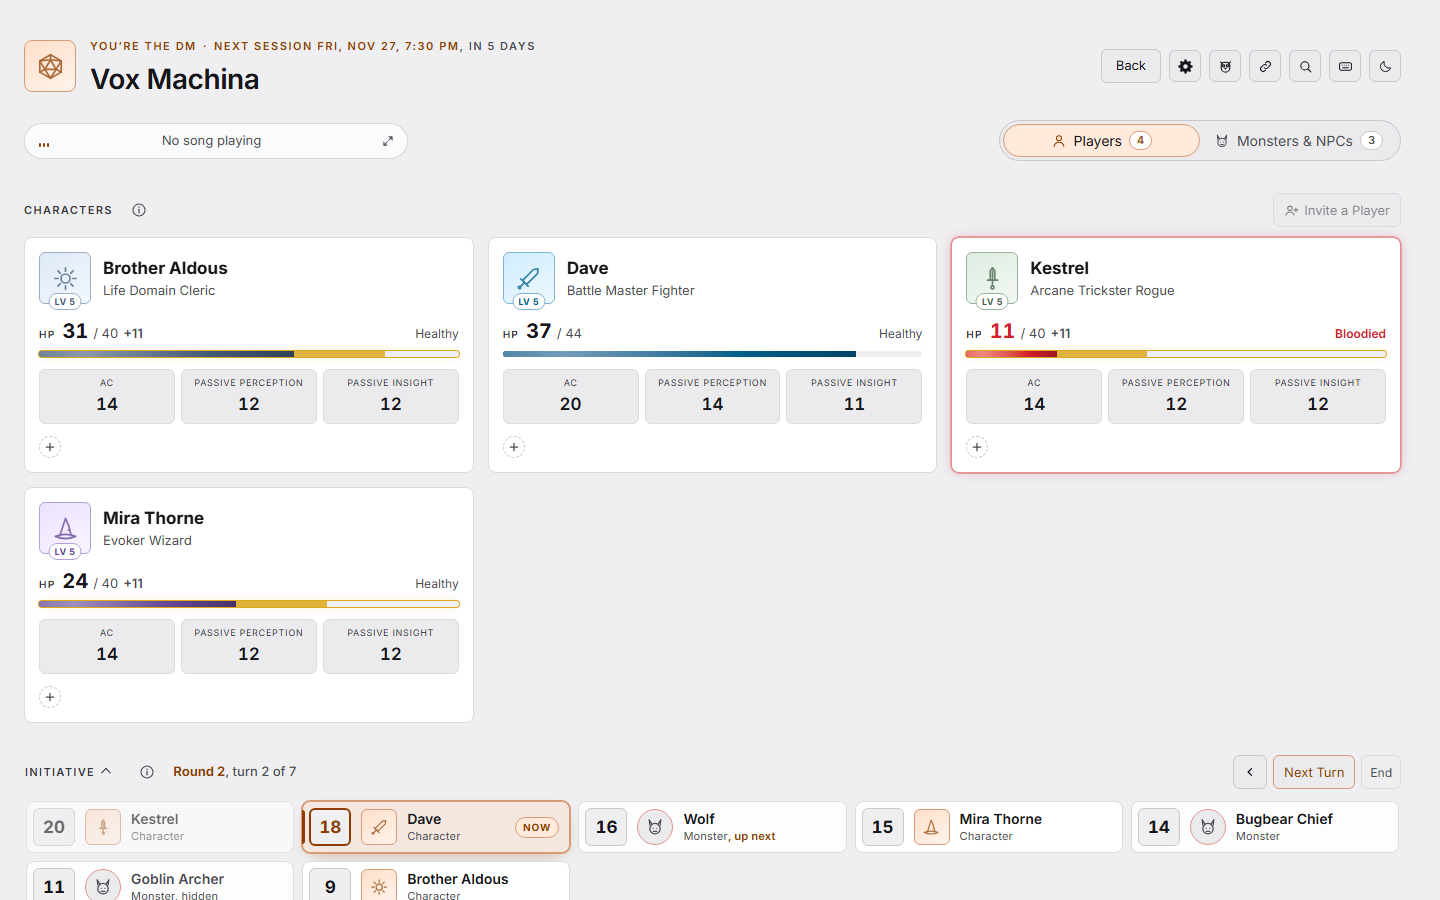 YOU'RE THE DM · NEXT SESSION FRI, NOV 27, 7:30 PM, IN 5 DAYS
Vox Machina
Back
No song playing
Players 4
Monsters & NPCs 3
CHARACTERS
Invite a Player
Brother Aldous
Life Domain Cleric
LV 5
HP 31 / 40 +11
Healthy
AC
14
PASSIVE PERCEPTION
12
PASSIVE INSIGHT
12
Dave
Battle Master Fighter
LV 5
HP 37 / 44
Healthy
AC
20
PASSIVE PERCEPTION
14
PASSIVE INSIGHT
11
Kestrel
Arcane Trickster Rogue
LV 5
HP 11 / 40 +11
Bloodied
AC
14
PASSIVE PERCEPTION
12
PASSIVE INSIGHT
12
Mira Thorne
Evoker Wizard
LV 5
HP 24 / 40 +11
Healthy
AC
14
PASSIVE PERCEPTION
12
PASSIVE INSIGHT
12
INITIATIVE
Round 2, turn 2 of 7
Next Turn
End
20
Kestrel
Character
18
Dave
Character
NOW
16
Wolf
Monster, up next
15
Mira Thorne
Character
14
Bugbear Chief
Monster
11
Goblin Archer
Monster, hidden
9
Brother Aldous
Character